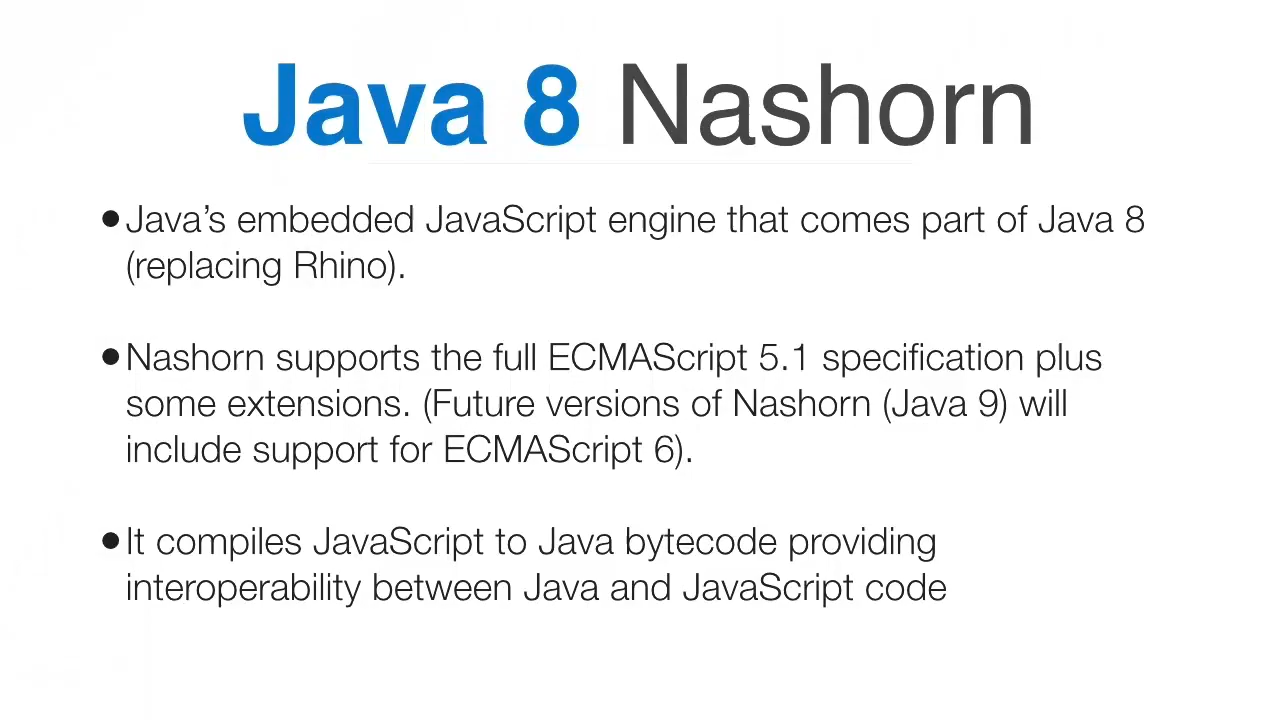 Java 8 Nashorn
•Java’s embedded JavaScript engine that comes part of Java 8
(replacing Rhino).
•Nashorn supports the full ECMAScript 5.1 specification plus
some extensions. (Future versions of Nashorn (Java 9) will
include support for ECMAScript 6).
•It compiles JavaScript to Java bytecode providing
interoperability between Java and JavaScript code